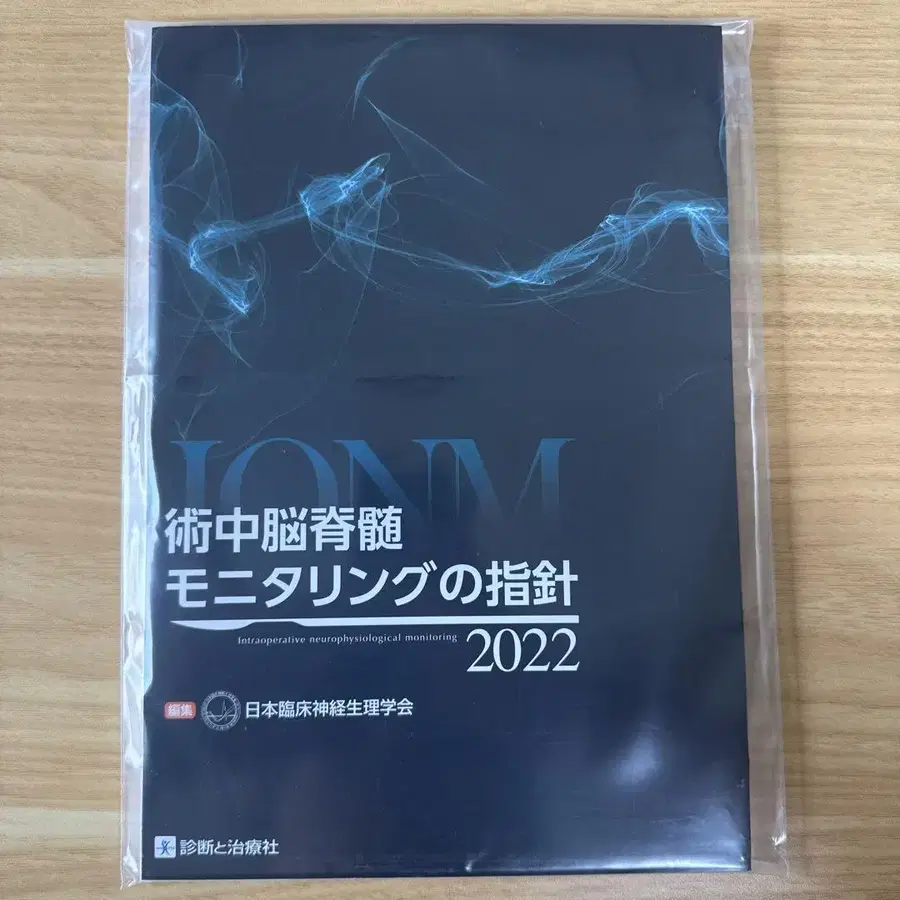 IONM
術中脳脊髄
モニタリングの指針
Intraoperative neurophysiological monitoring
2022
編集 日本臨床神経生理学会
診断と治療社